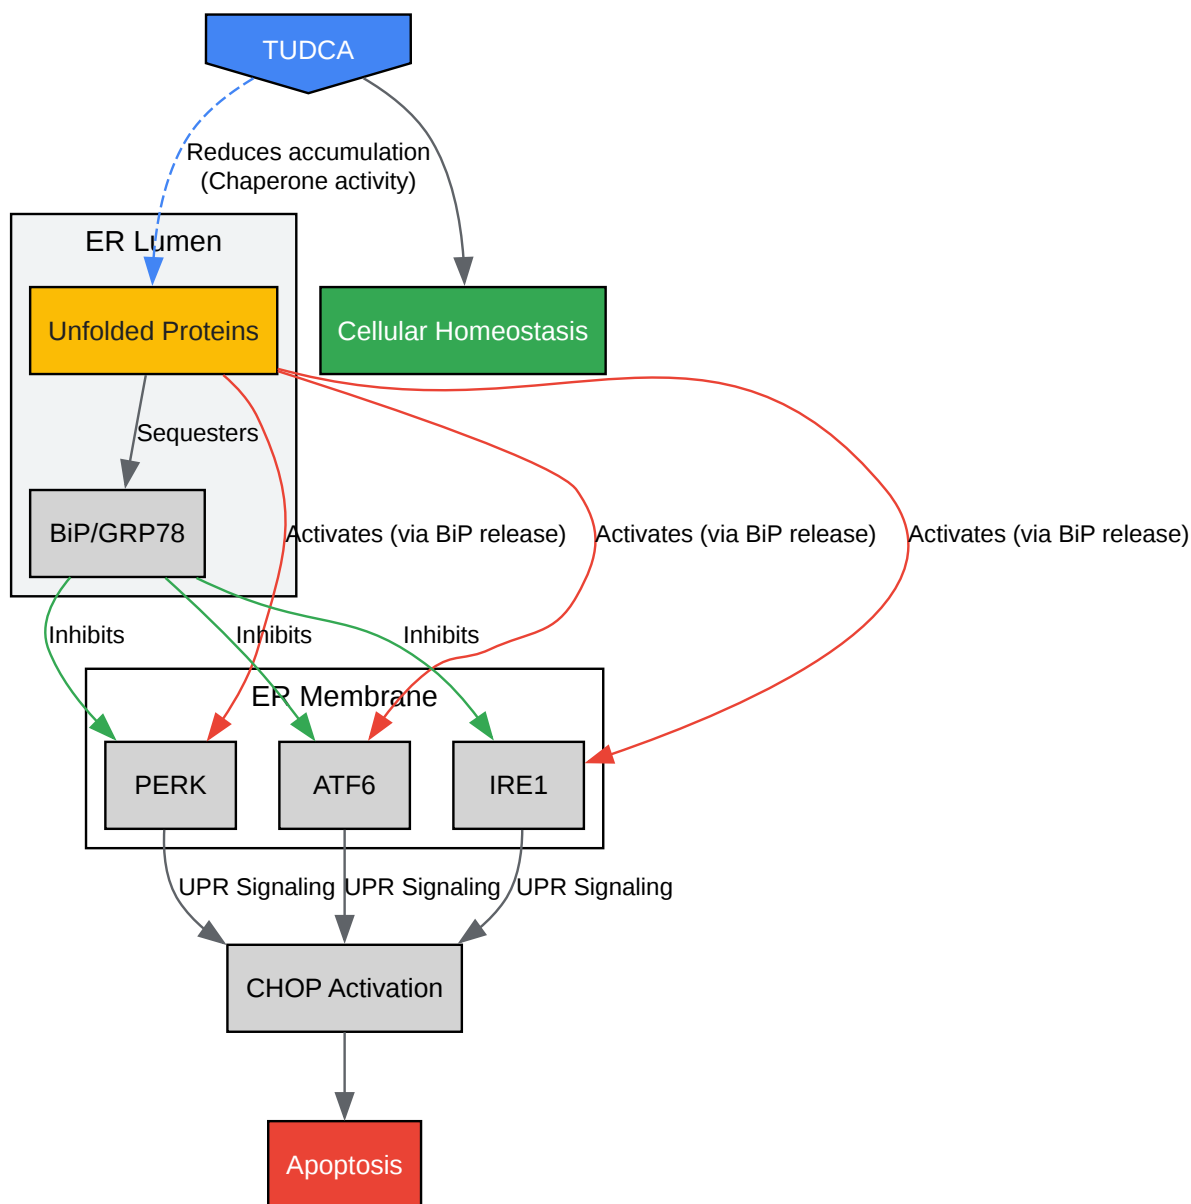 TUDCA
Reduces accumulation
(Chaperone activity)
ER Lumen
Unfolded Proteins
Cellular Homeostasis
Sequesters
BiP/GRP78
Activates (via BiP release)
Activates (via BiP release)
Activates (via BiP release)
Inhibits
Inhibits
Inhibits
ER Membrane
PERK
ATF6
IRE1
UPR Signaling
UPR Signaling
UPR Signaling
CHOP Activation
Apoptosis